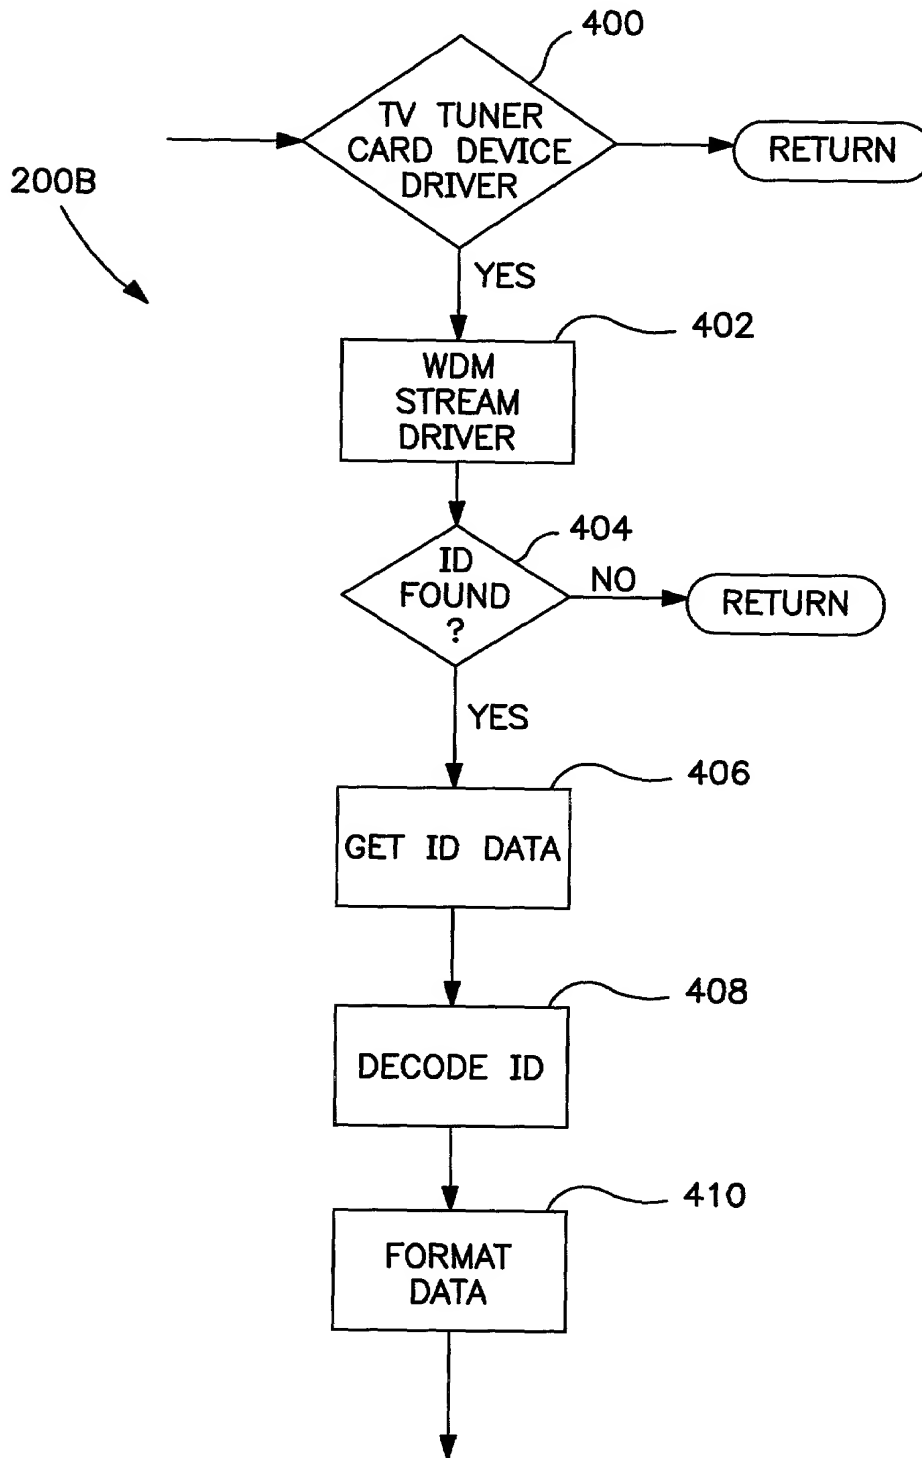 400
TV TUNER
CARD DEVICE
DRIVER
RETURN
200B
YES
402
WDM
STREAM
DRIVER
404
ID
FOUND
?
NO
RETURN
YES
406
GET ID DATA
408
DECODE ID
410
FORMAT
DATA